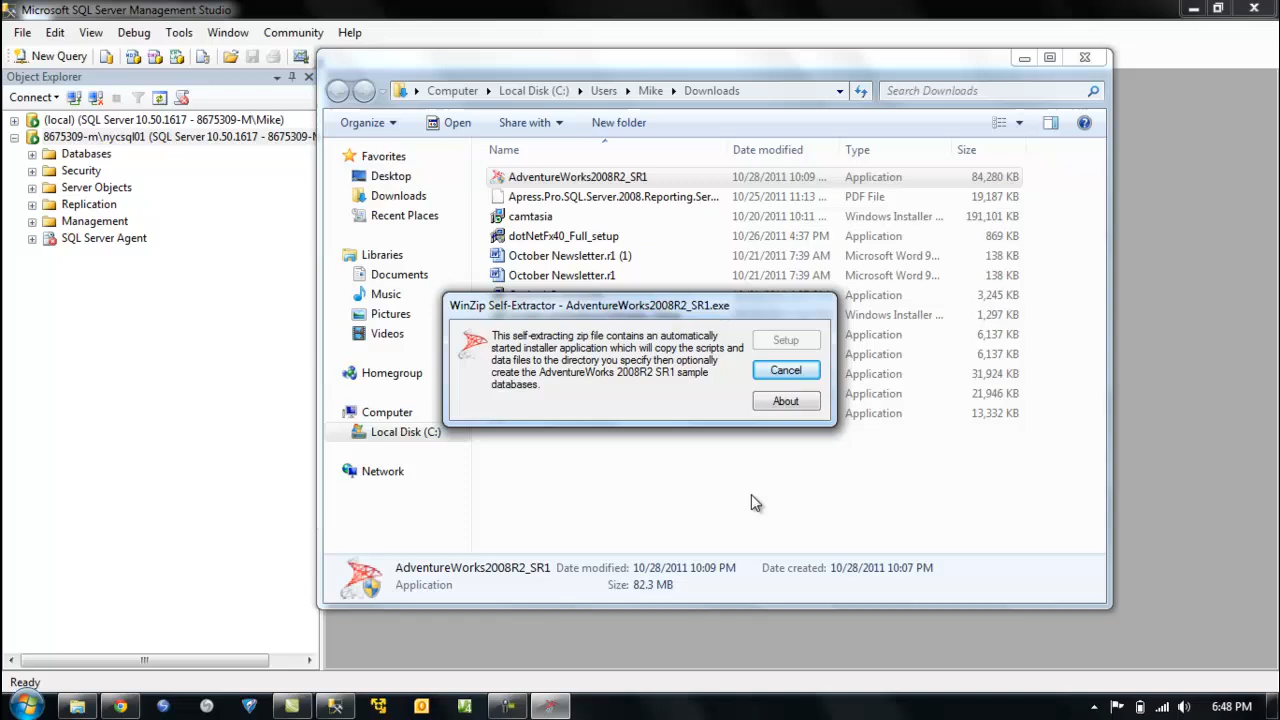 Microsoft SQL Server Management Studio
File Edit View Debug Tools Window Community Help
New Query
Object Explorer
Connect
(local) (SQL Server 10.50.1617 - 8675309-M\Mike)
8675309-m\nycsql01 (SQL Server 10.50.1617 - 8675309-M
Databases
Security
Server Objects
Replication
Management
SQL Server Agent
Computer Local Disk (C:) Users Mike Downloads
Search Downloads
Organize Open Share with New folder
Favorites
Desktop
Downloads
Recent Places
Libraries
Documents
Music
Pictures
Videos
Homegroup
Computer
Local Disk (C:)
Network
Name Date modified Type Size
AdventureWorks2008R2_SR1 10/28/2011 10:09 ... Application 84,280 KB
Apress.Pro.SQL.Server.2008.Reporting.Ser... 10/25/2011 11:13 ... PDF File 19,187 KB
camtasia 10/20/2011 10:11 ... Windows Installer ... 191,101 KB
dotNetFx40_Full_setup 10/26/2011 4:37 PM Application 869 KB
October Newsletter.r1 (1) 10/21/2011 7:39 AM Microsoft Word 9... 138 KB
October Newsletter.r1 10/21/2011 7:39 AM Microsoft Word 9... 138 KB
Application 3,245 KB
Windows Installer ... 1,297 KB
Application 6,137 KB
Application 6,137 KB
Application 31,924 KB
Application 21,946 KB
Application 13,332 KB
WinZip Self-Extractor - AdventureWorks2008R2_SR1.exe
This self-extracting zip file contains an automatically
started installer application which will copy the scripts and
data files to the directory you specify then optionally
create the AdventureWorks 2008R2 SR1 sample
databases.
Setup
Cancel
About
AdventureWorks2008R2_SR1 Date modified: 10/28/2011 10:09 PM Date created: 10/28/2011 10:07 PM
Application Size: 82.3 MB
Ready
6:48 PM